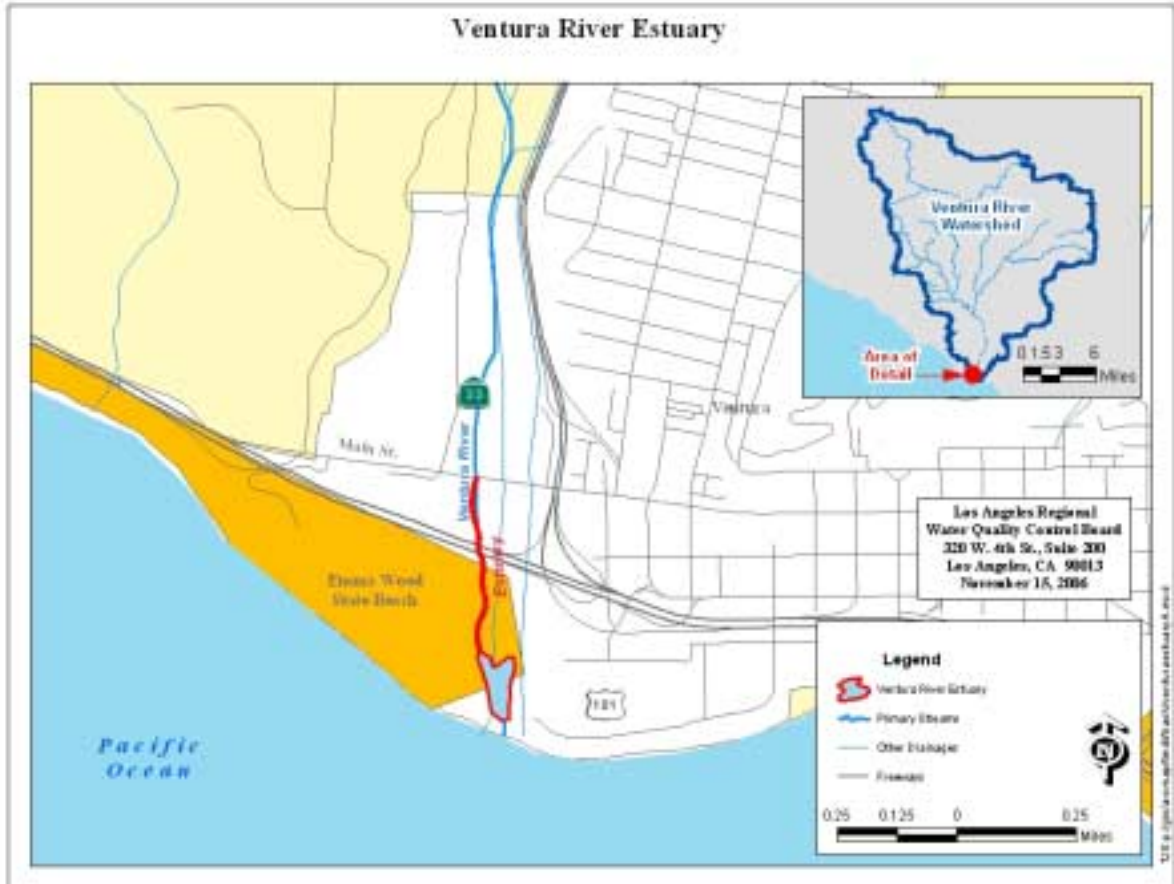 Ventura River Estuary
Ventura River
Watershed
Area of
Detail
0 1.5 3 6
Miles
33
Ventura
Main St.
Ventura River
Estuary
Emma Wood
State Beach
Los Angeles Regional
Water Quality Control Board
320 W. 4th St., Suite 200
Los Angeles, CA 90013
November 15, 2006
101
Pacific
Ocean
Legend
Ventura River Estuary
Primary Streams
Other Drainages
Freeways
N
0.25 0.125 0 0.25
Miles